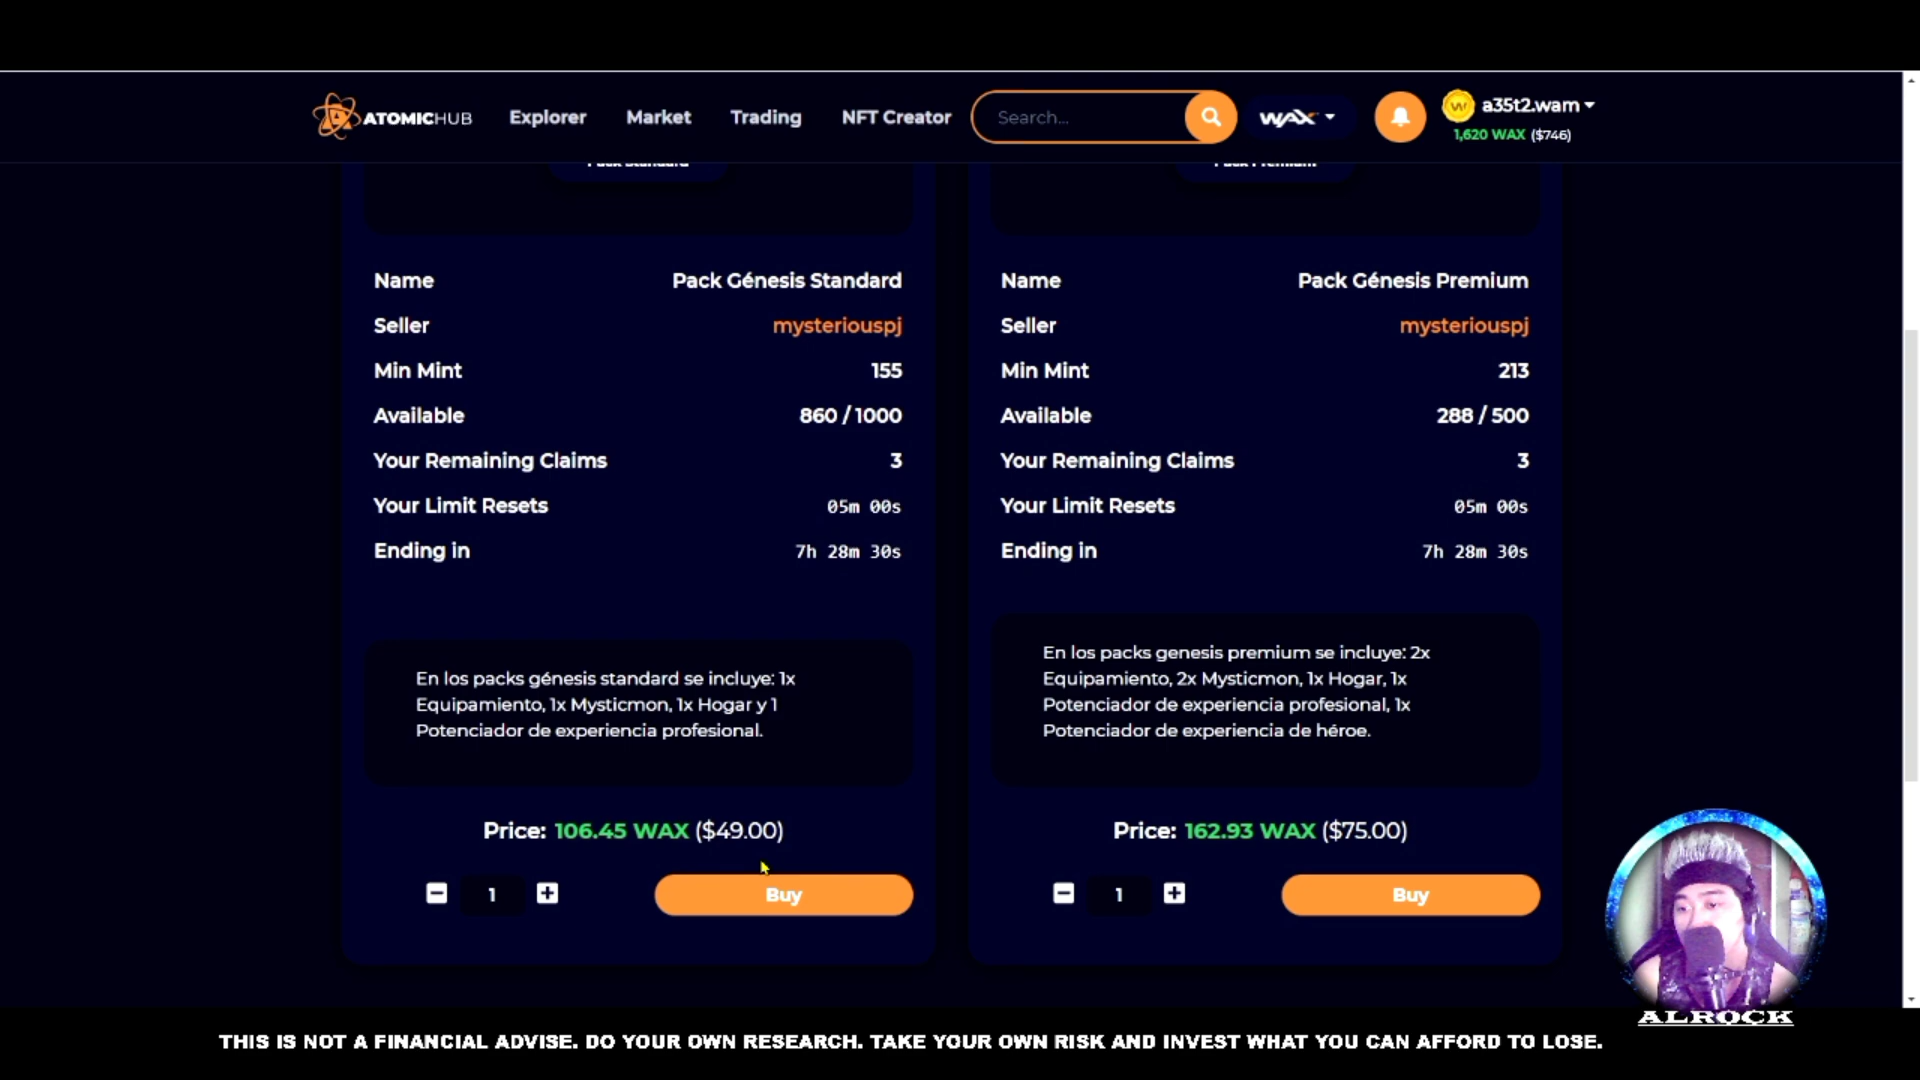 ATOMICHUB
Explorer
Market
Trading
NFT Creator
Search...
WAX
a35t2.wam
1,620 WAX ($746)
Pack Standard
Pack Premium
Name
Pack Génesis Standard
Seller
mysteriouspj
Min Mint
155
Available
860 / 1000
Your Remaining Claims
3
Your Limit Resets
05m 00s
Ending in
7h 28m 30s
En los packs génesis standard se incluye: 1x
Equipamiento, 1x Mysticmon, 1x Hogar y 1
Potenciador de experiencia profesional.
Price: 106.45 WAX ($49.00)
1
Buy
Name
Pack Génesis Premium
Seller
mysteriouspj
Min Mint
213
Available
288 / 500
Your Remaining Claims
3
Your Limit Resets
05m 00s
Ending in
7h 28m 30s
En los packs genesis premium se incluye: 2x
Equipamiento, 2x Mysticmon, 1x Hogar, 1x
Potenciador de experiencia profesional, 1x
Potenciador de experiencia de héroe.
Price: 162.93 WAX ($75.00)
1
Buy
ALROCK
THIS IS NOT A FINANCIAL ADVISE. DO YOUR OWN RESEARCH. TAKE YOUR OWN RISK AND INVEST WHAT YOU CAN AFFORD TO LOSE.